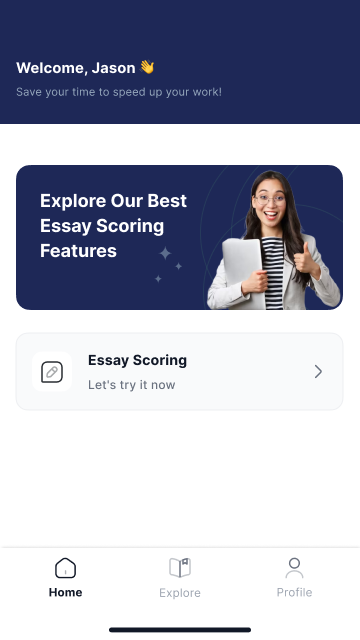 Welcome, Jason 👋
Save your time to speed up your work!
Explore Our Best
Essay Scoring
Features
Essay Scoring
Let's try it now
Home
Explore
Profile